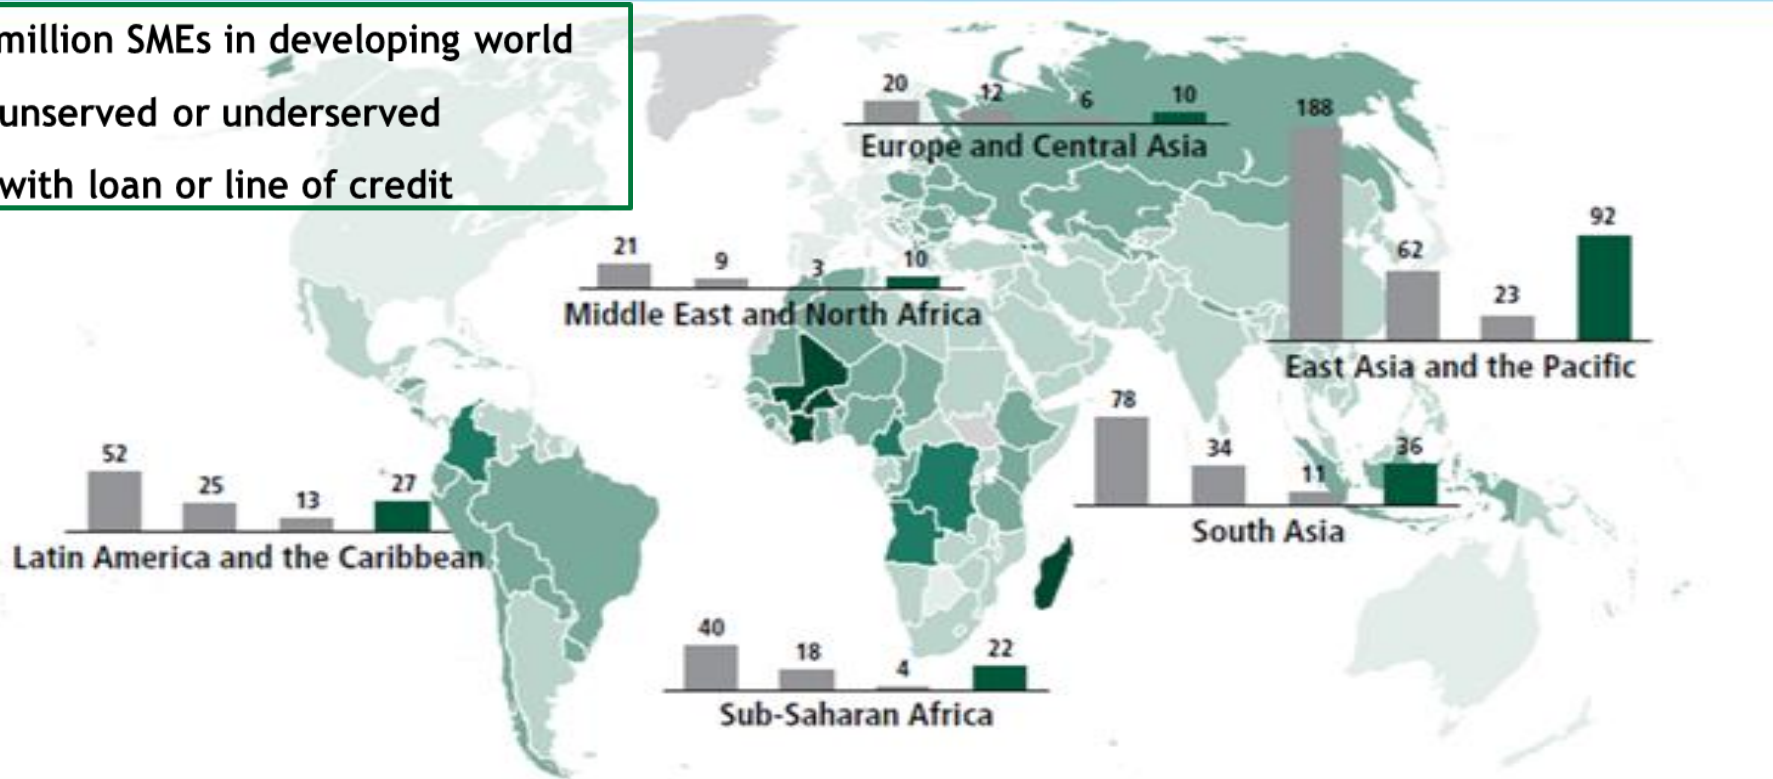 million SMEs in developing world
unserved or underserved
with loan or line of credit
20 12 6 10
Europe and Central Asia
188 62 23 92
East Asia and the Pacific
21 9 3 10
Middle East and North Africa
78 34 11 36
South Asia
52 25 13 27
Latin America and the Caribbean
40 18 4 22
Sub-Saharan Africa